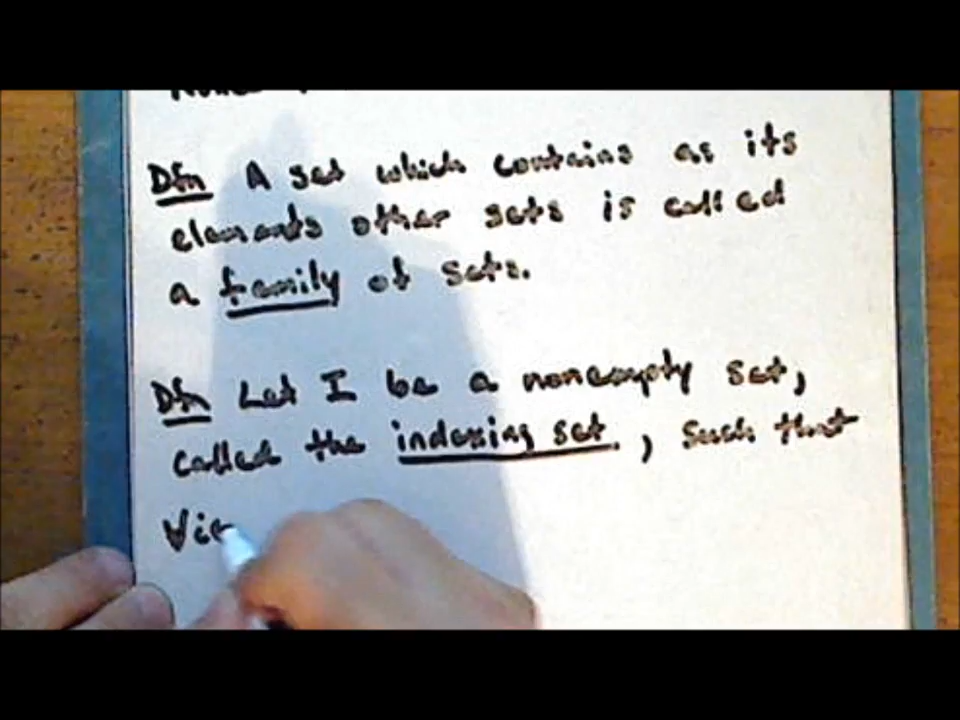 Dfn A set which contains as its
elements other sets is called
a family of sets.
Dfn Let I be a nonempty set,
called the indexing set, such that
∀i∈